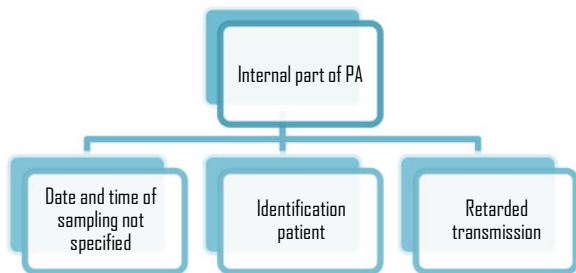 Internal part of PA
Date and time of
sampling not
specified
Identification
patient
Retarded
transmission